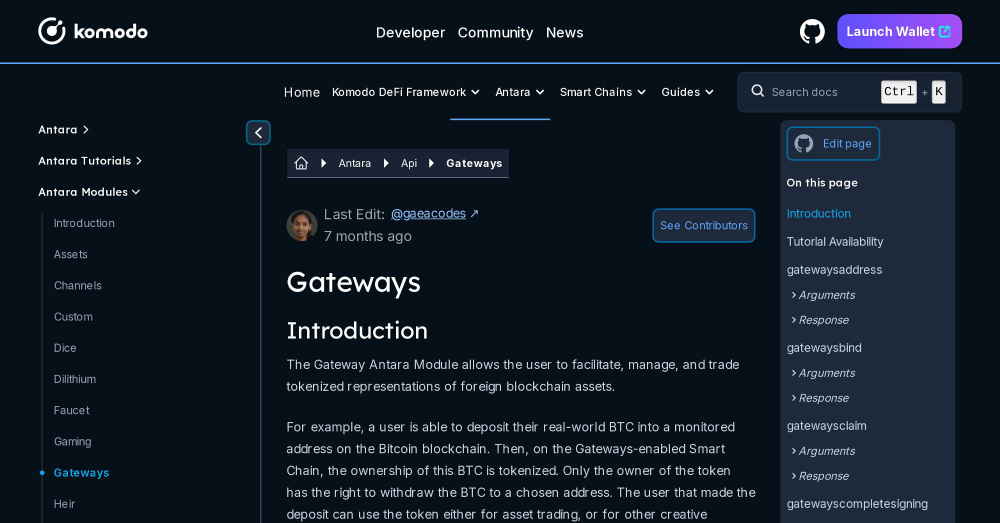 komodo
Developer Community News
Launch Wallet
Home Komodo DeFi Framework Antara Smart Chains Guides
Search docs Ctrl + K
Antara
Antara Tutorials
Antara Modules
Introduction
Assets
Channels
Custom
Dice
Dilithium
Faucet
Gaming
Gateways
Heir
Antara Api Gateways
Last Edit: @gaeacodes ↗
7 months ago
See Contributors
Gateways
Introduction
The Gateway Antara Module allows the user to facilitate, manage, and trade
tokenized representations of foreign blockchain assets.
For example, a user is able to deposit their real-world BTC into a monitored
address on the Bitcoin blockchain. Then, on the Gateways-enabled Smart
Chain, the ownership of this BTC is tokenized. Only the owner of the token
has the right to withdraw the BTC to a chosen address. The user that made the
deposit can use the token either for asset trading, or for other creative
Edit page
On this page
Introduction
Tutorial Availability
gatewaysaddress
Arguments
Response
gatewaysbind
Arguments
Response
gatewaysclaim
Arguments
Response
gatewayscompletesigning